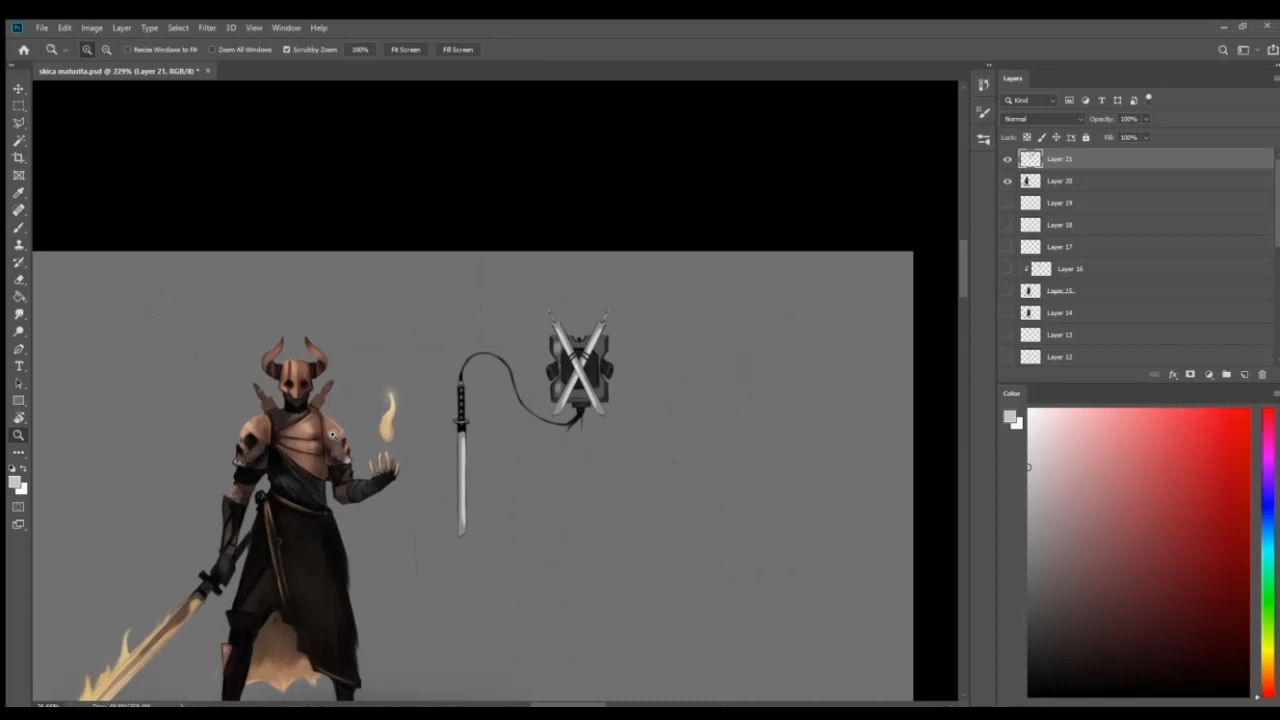 Ps File Edit Image Layer Type Select Filter 3D View Window Help
Resize Windows to Fit Zoom All Windows Scrubby Zoom 100% Fit Screen Fill Screen
skica maturita.psd @ 229% (Layer 21, RGB/8) *
Layers
Kind
Normal Opacity: 100%
Lock: Fill: 100%
Layer 21
Layer 20
Layer 19
Layer 18
Layer 17
Layer 16
Layer 15
Layer 14
Layer 13
Layer 12
Color